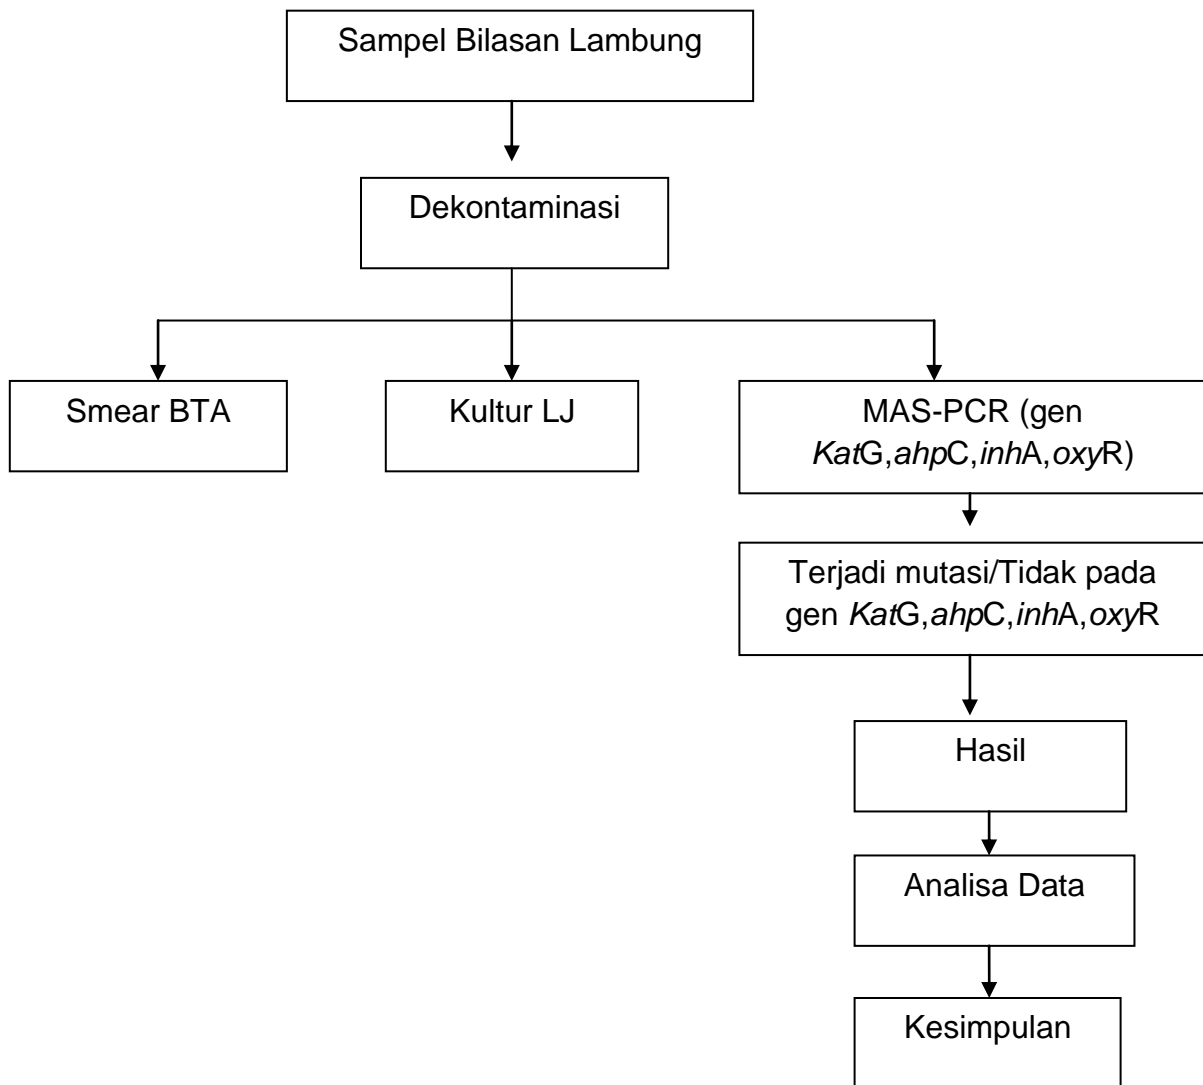 Sampel Bilasan Lambung
Dekontaminasi
Smear BTA
Kultur LJ
MAS-PCR (gen
KatG,ahpC,inhA,oxyR)
Terjadi mutasi/Tidak pada
gen KatG,ahpC,inhA,oxyR
Hasil
Analisa Data
Kesimpulan